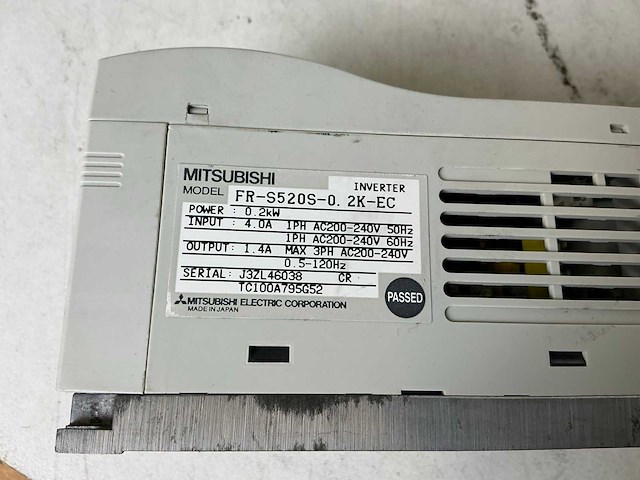 MITSUBISHI INVERTER
MODEL FR-S520S-0.2K-EC
POWER : 0.2kW
INPUT : 4.0A 1PH AC200-240V 50Hz
1PH AC200-240V 60Hz
OUTPUT: 1.4A MAX 3PH AC200-240V
0.5-120Hz
SERIAL: J3ZL46038 CR
TC100A795G52
PASSED
MITSUBISHI ELECTRIC CORPORATION
MADE IN JAPAN